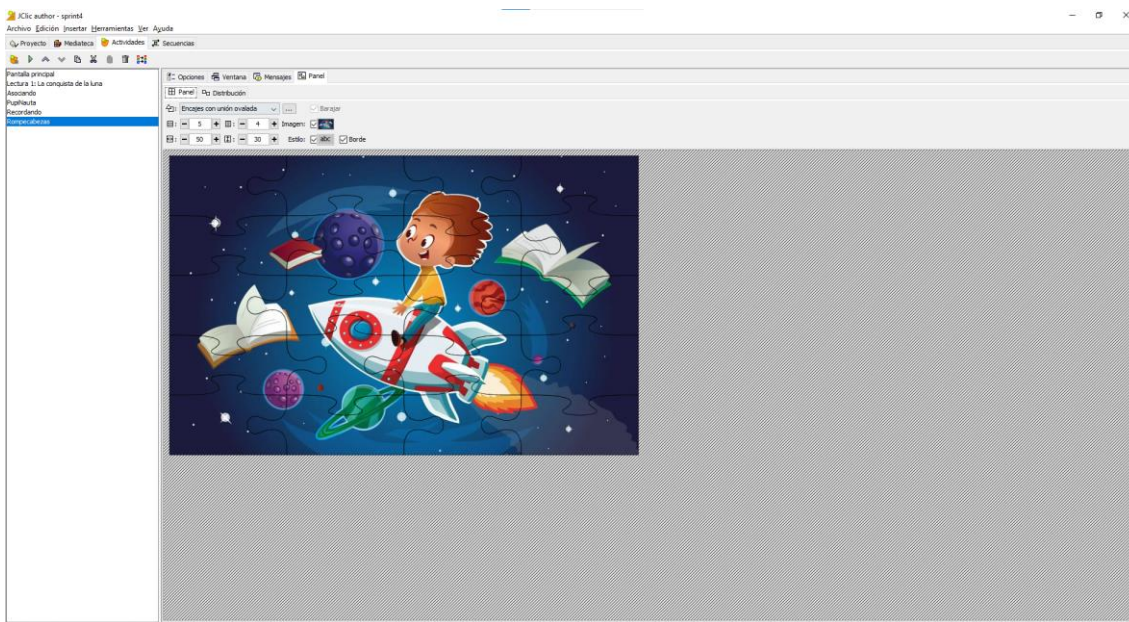 JClic author - sprint4
Archivo Edición Insertar Herramientas Ver Ayuda
Proyecto Mediateca Actividades Secuencias
Pantalla principal
Lectura 1: La conquista de la luna
Asociando
PupiNauta
Recordando
Rompecabezas
Opciones Ventana Mensajes Panel
Panel Distribución
Encajes con unión ovalada ... Barajar
: - 5 + : - 4 + Imagen:
: - 50 + : - 30 + Estilo: abc Borde